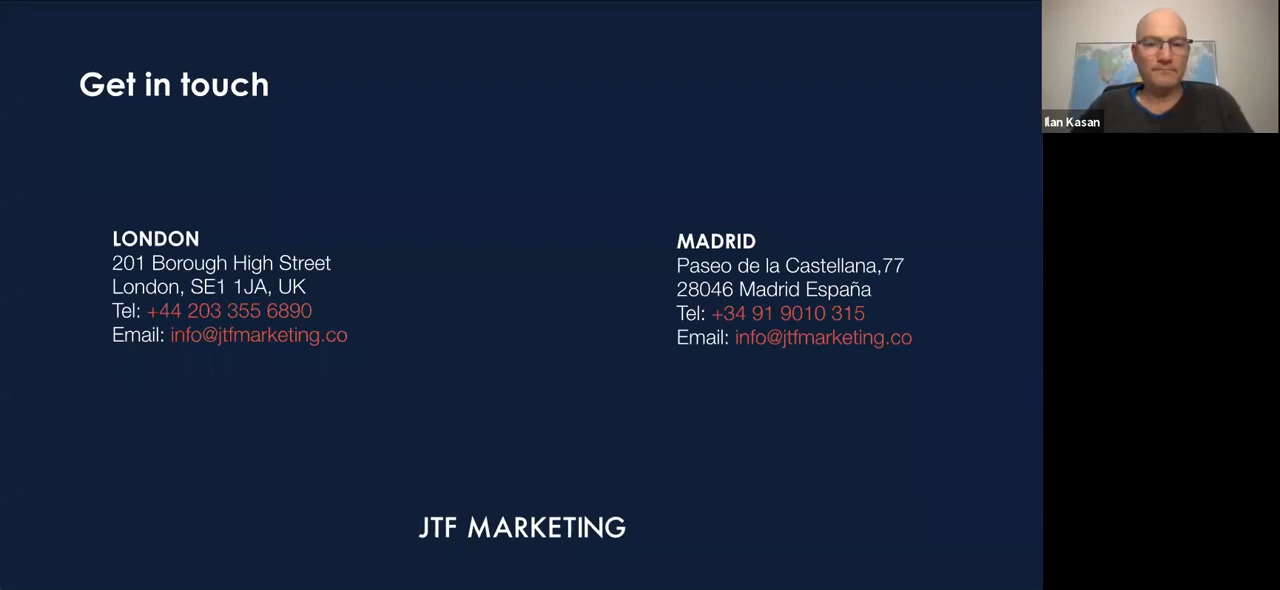 Get in touch
LONDON
201 Borough High Street
London, SE1 1JA, UK
Tel: +44 203 355 6890
Email: info@jtfmarketing.co
MADRID
Paseo de la Castellana,77
28046 Madrid España
Tel: +34 91 9010 315
Email: info@jtfmarketing.co
JTF MARKETING
Ilan Kasan